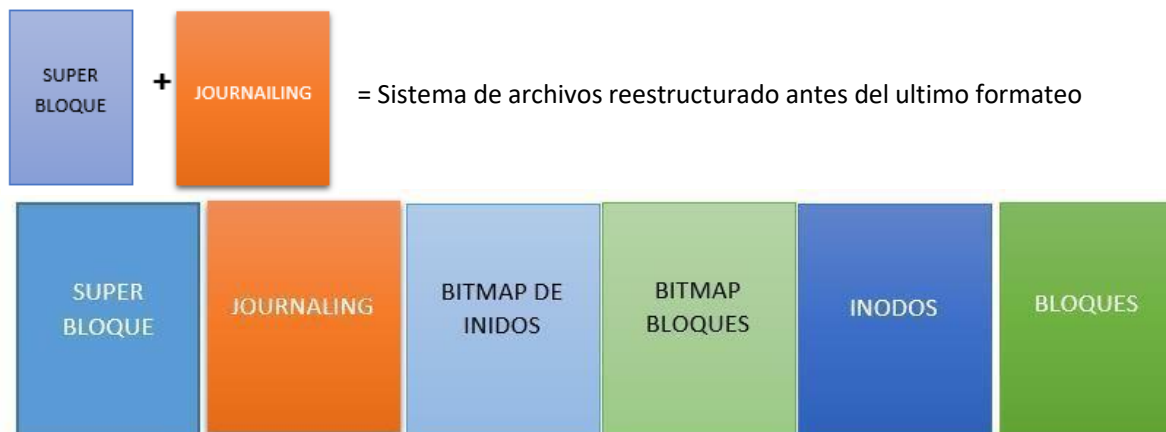 SUPER
BLOQUE
+
JOURNAILING
= Sistema de archivos reestructurado antes del ultimo formateo
SUPER
BLOQUE
JOURNALING
BITMAP DE
INIDOS
BITMAP
BLOQUES
INODOS
BLOQUES